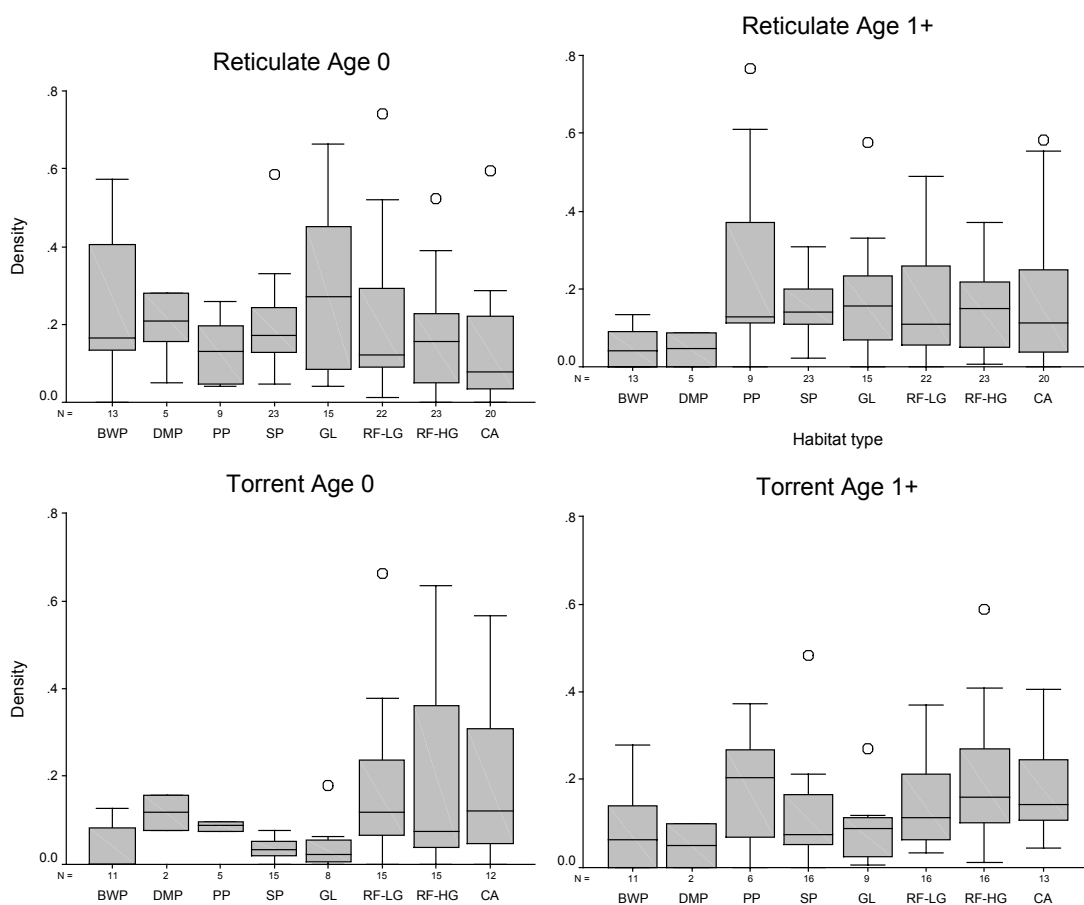 Reticulate Age 0
.8
.6
.4
.2
0.0
Density
N = 13 5 9 23 15 22 23 20
BWP DMP PP SP GL RF-LG RF-HG CA
Reticulate Age 1+
.8
.6
.4
.2
0.0
N = 13 5 9 23 15 22 23 20
BWP DMP PP SP GL RF-LG RF-HG CA
Habitat type
Torrent Age 0
.8
.6
.4
.2
0.0
Density
N = 11 2 5 15 8 15 15 12
BWP DMP PP SP GL RF-LG RF-HG CA
Torrent Age 1+
.8
.6
.4
.2
0.0
N = 11 2 6 16 9 16 16 13
BWP DMP PP SP GL RF-LG RF-HG CA